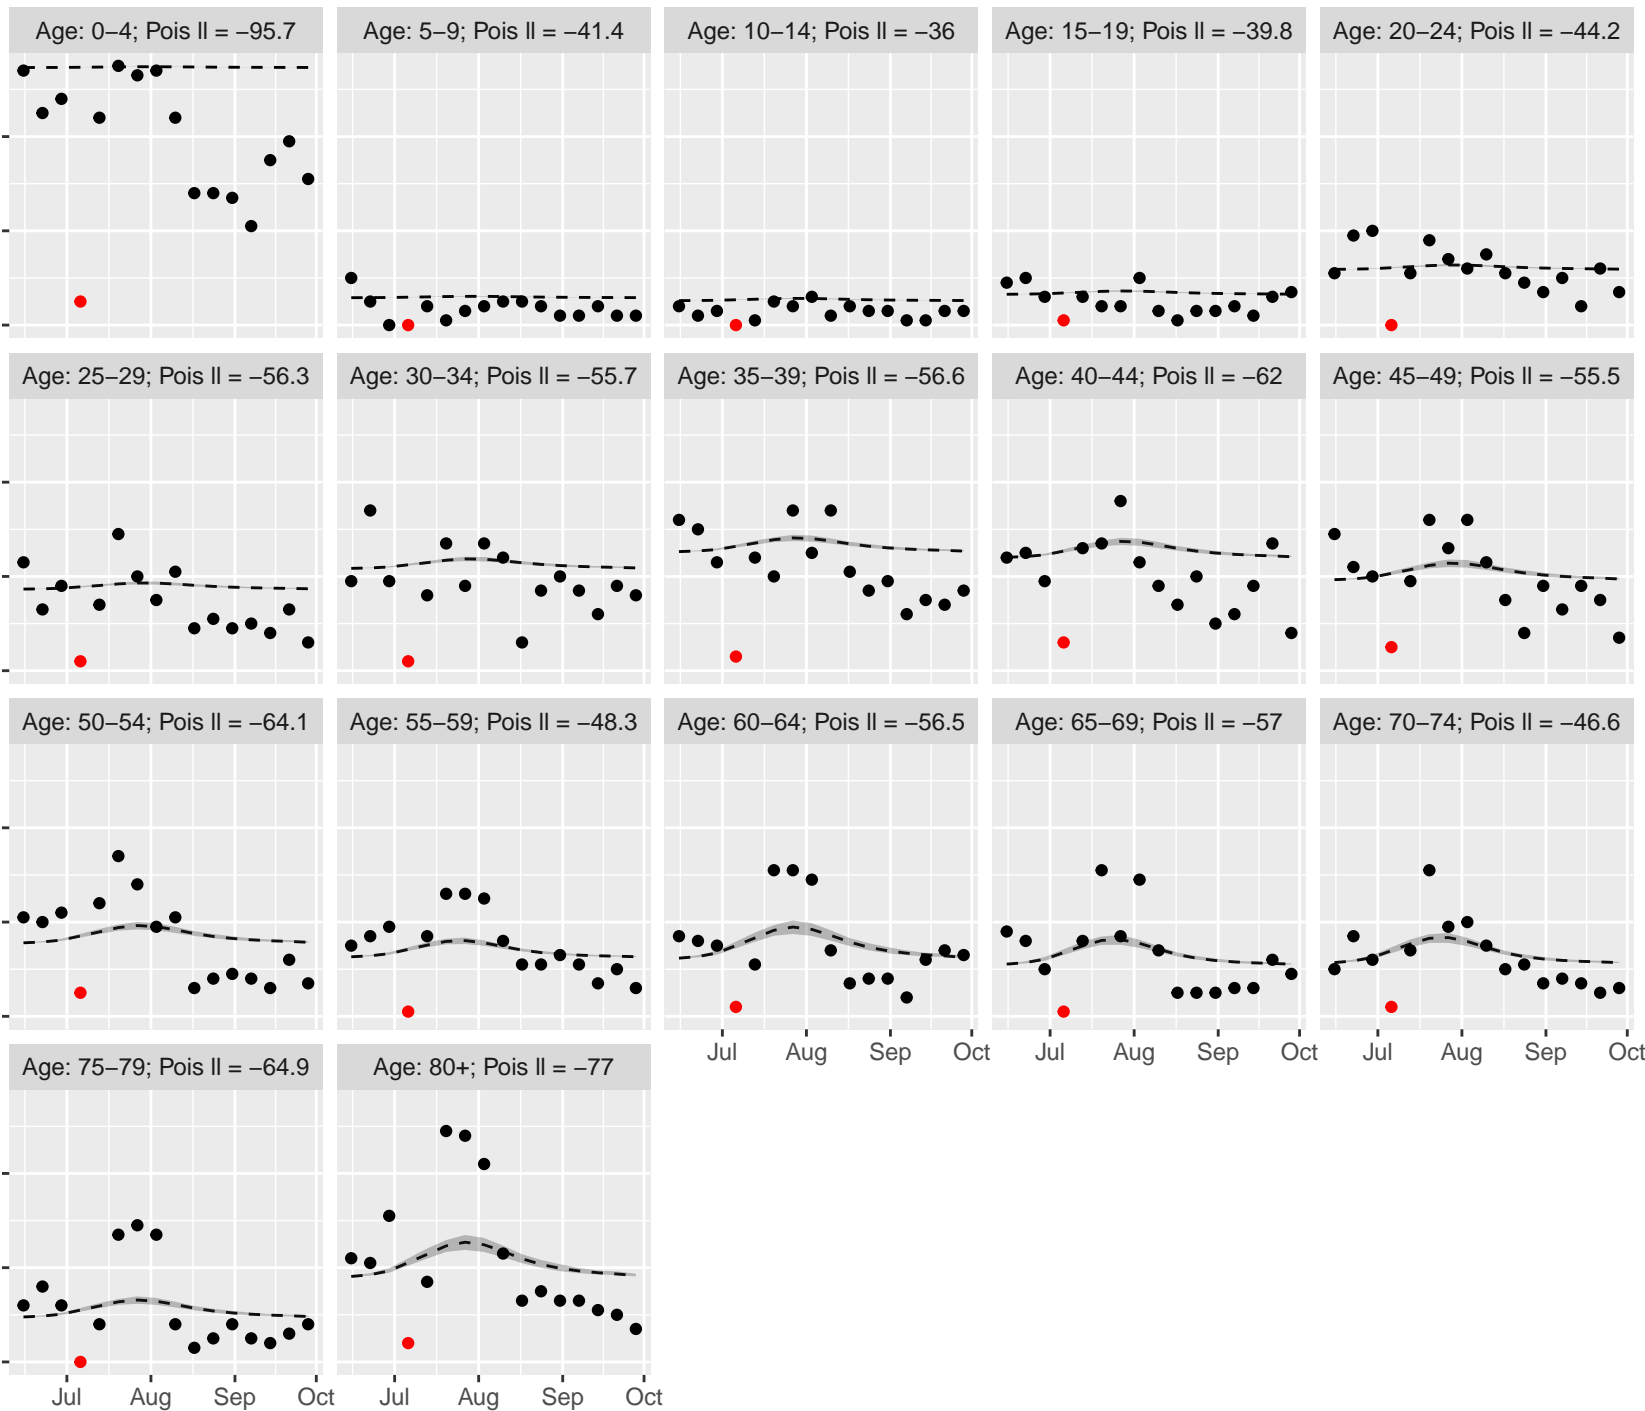 Age: 0−4; Pois ll = −95.7
Age: 5−9; Pois ll = −41.4
Age: 10−14; Pois ll = −36
Age: 15−19; Pois ll = −39.8
Age: 20−24; Pois ll = −44.2
Age: 25−29; Pois ll = −56.3
Age: 30−34; Pois ll = −55.7
Age: 35−39; Pois ll = −56.6
Age: 40−44; Pois ll = −62
Age: 45−49; Pois ll = −55.5
Age: 50−54; Pois ll = −64.1
Age: 55−59; Pois ll = −48.3
Age: 60−64; Pois ll = −56.5
Age: 65−69; Pois ll = −57
Age: 70−74; Pois ll = −46.6
Jul Aug Sep Oct
Jul Aug Sep Oct
Jul Aug Sep Oct
Age: 75−79; Pois ll = −64.9
Age: 80+; Pois ll = −77
Jul Aug Sep Oct
Jul Aug Sep Oct